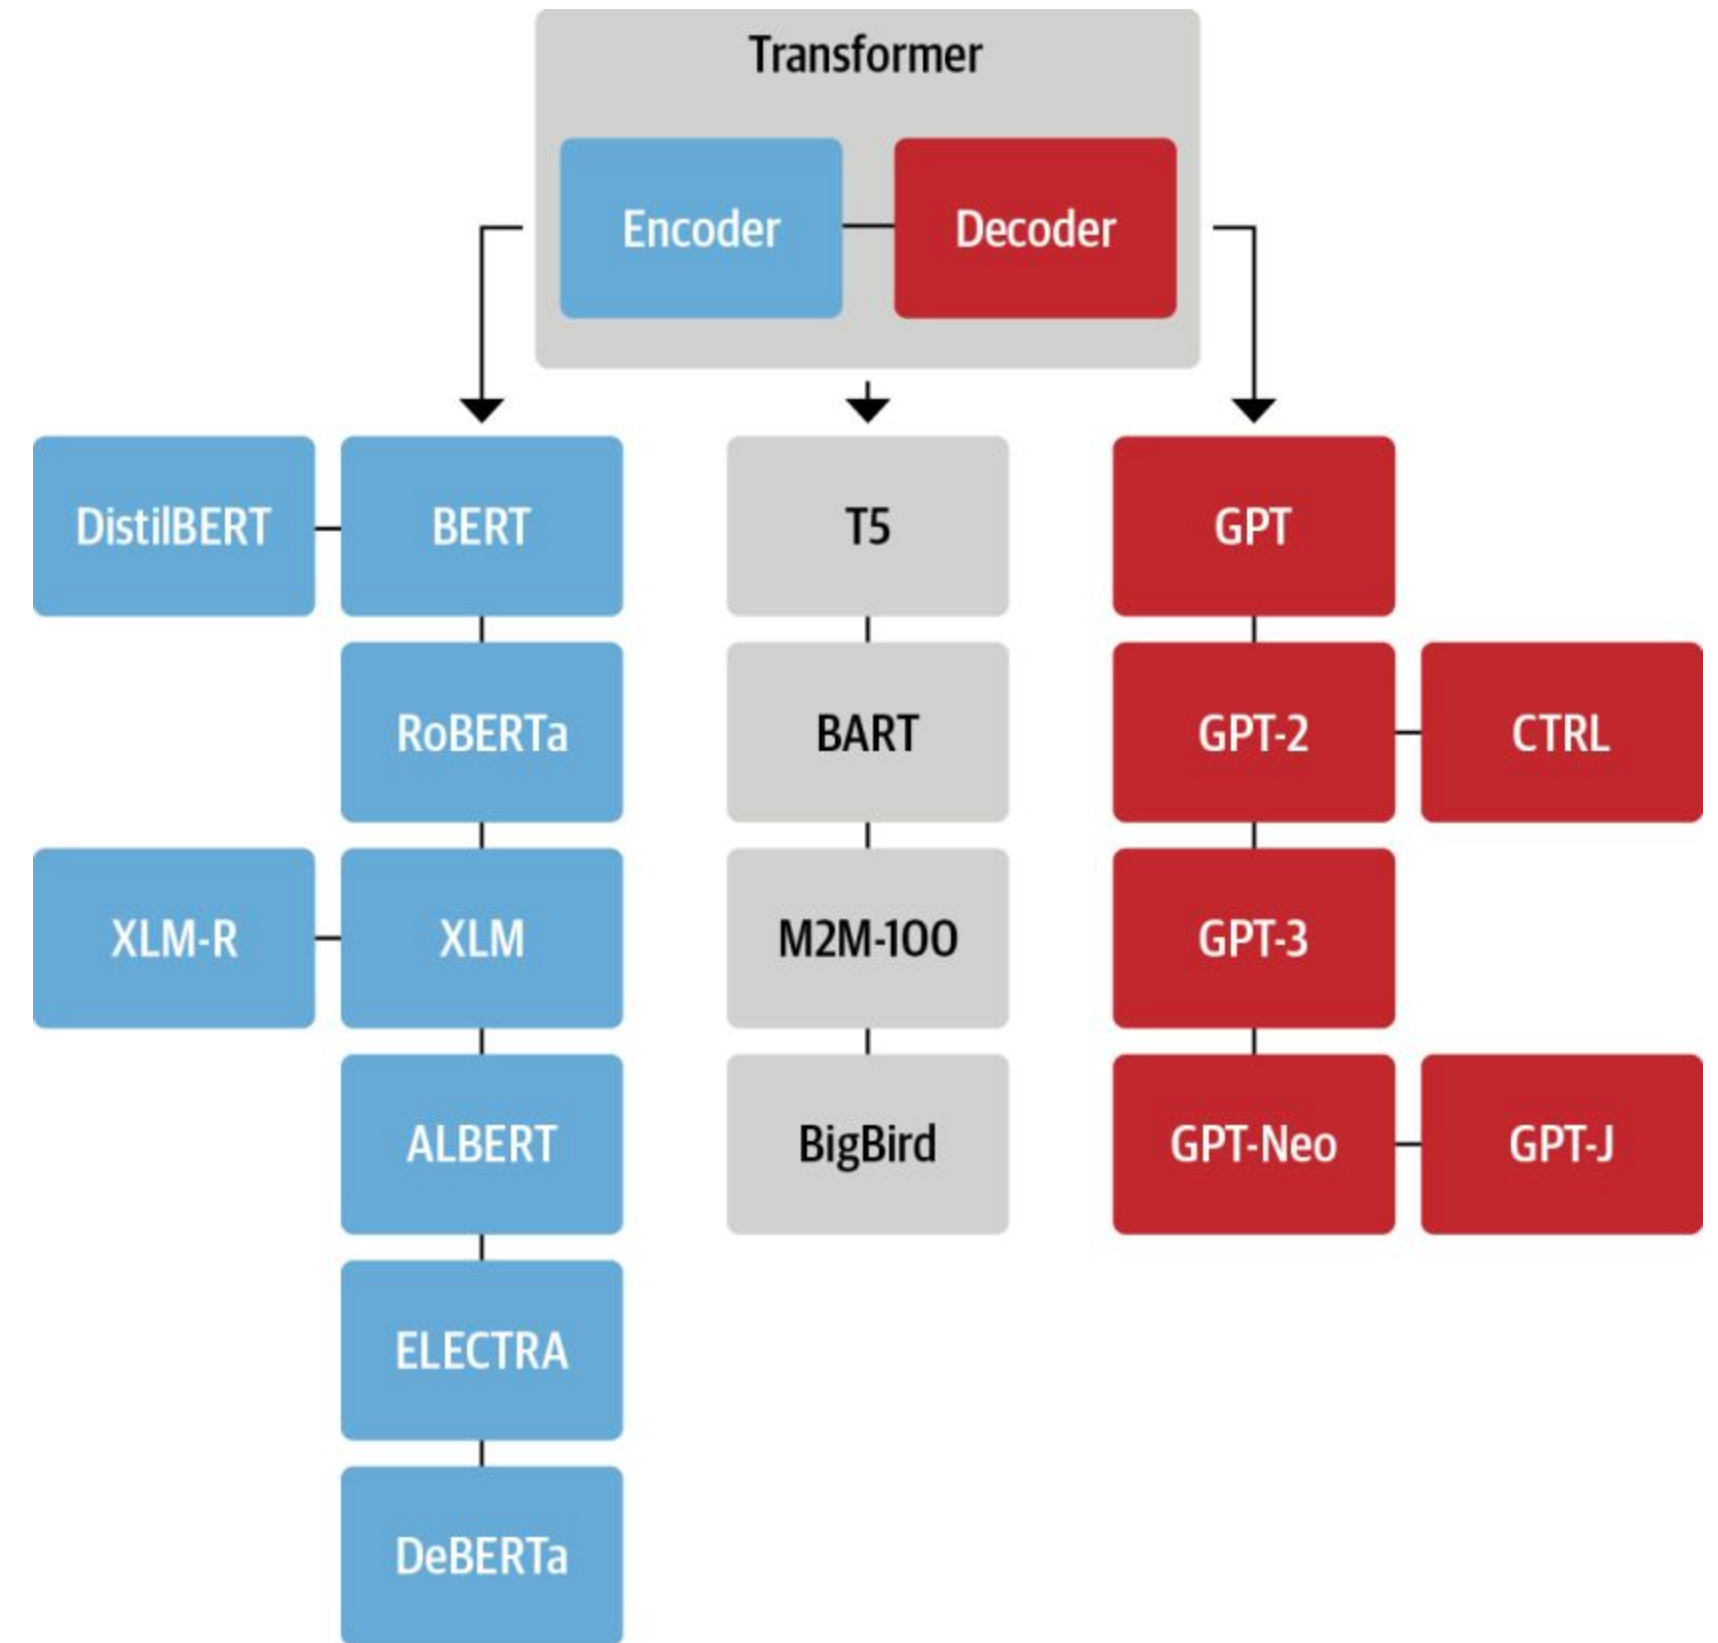 Transformer
Encoder
Decoder
DistilBERT
BERT
T5
GPT
RoBERTa
BART
GPT-2
CTRL
XLM-R
XLM
M2M-100
GPT-3
ALBERT
BigBird
GPT-Neo
GPT-J
ELECTRA
DeBERTa